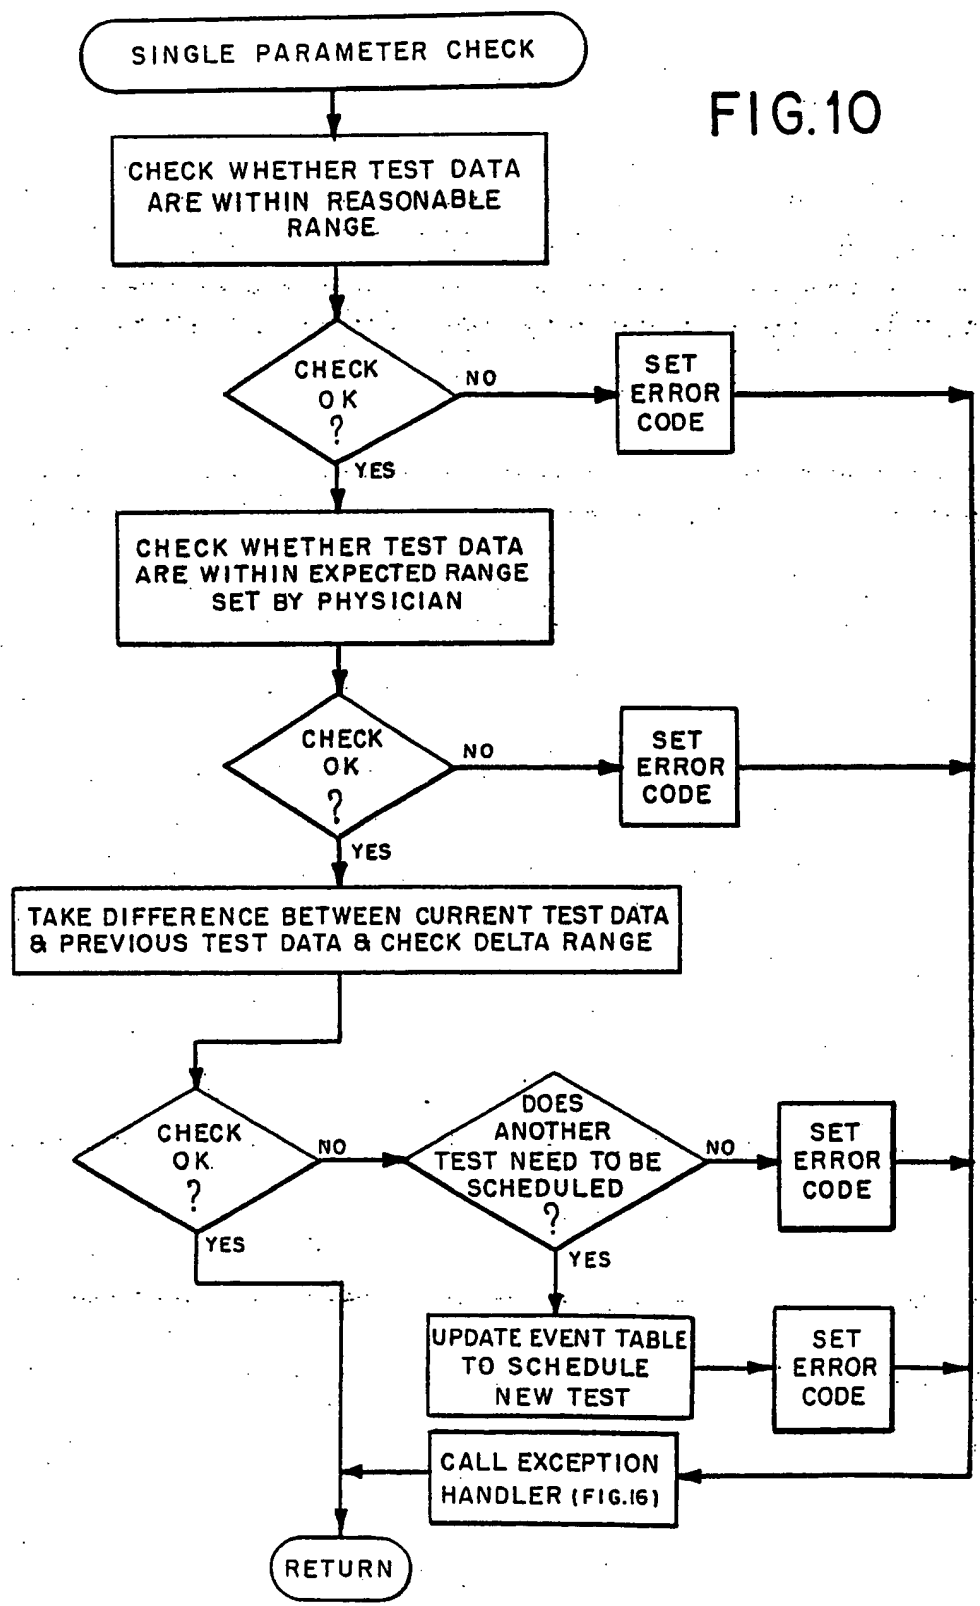 SINGLE PARAMETER CHECK
FIG.10
CHECK WHETHER TEST DATA
ARE WITHIN REASONABLE
RANGE
CHECK
OK
?
NO
SET
ERROR
CODE
YES
CHECK WHETHER TEST DATA
ARE WITHIN EXPECTED RANGE
SET BY PHYSICIAN
CHECK
OK
?
NO
SET
ERROR
CODE
YES
TAKE DIFFERENCE BETWEEN CURRENT TEST DATA
& PREVIOUS TEST DATA & CHECK DELTA RANGE
CHECK
OK
?
NO
DOES
ANOTHER
TEST NEED TO BE
SCHEDULED
?
NO
SET
ERROR
CODE
YES
YES
UPDATE EVENT TABLE
TO SCHEDULE
NEW TEST
SET
ERROR
CODE
CALL EXCEPTION
HANDLER (FIG.16)
RETURN